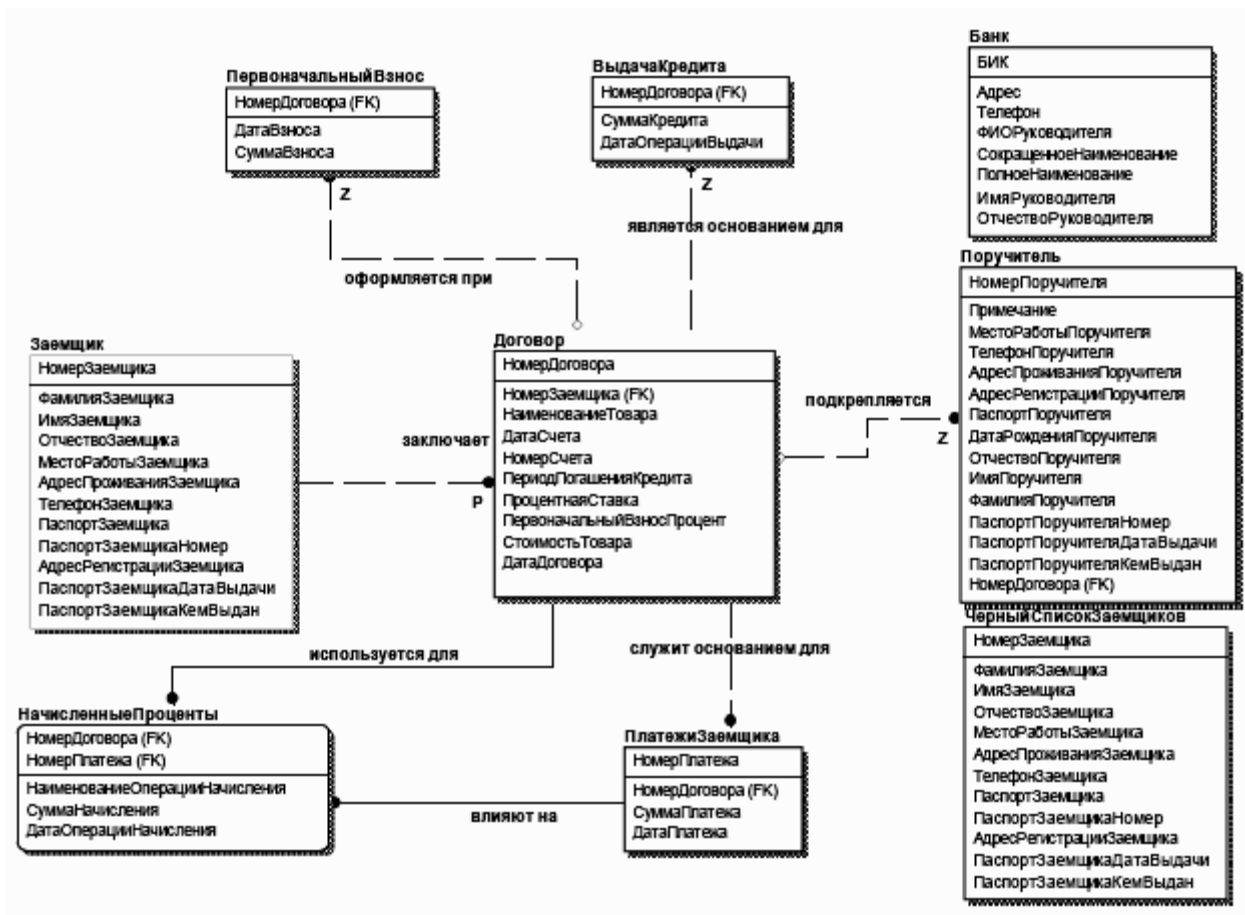 Банк
БИК
Адрес
Телефон
ФИОРуководителя
СокращенноеНаименование
ПолноеНаименование
ИмяРуководителя
ОтчествоРуководителя
ПервоначальныйВзнос
НомерДоговора (FK)
ДатаВзноса
СуммаВзноса
Z
ВыдачаКредита
НомерДоговора (FK)
СуммаКредита
ДатаОперацииВыдачи
Z
является основанием для
оформляется при
Поручитель
НомерПоручителя
Примечание
МестоРаботыПоручителя
ТелефонПоручителя
АдресПроживанияПоручителя
АдресРегистрацииПоручителя
ПаспортПоручителя
ДатаРожденияПоручителя
ОтчествоПоручителя
ИмяПоручителя
ФамилияПоручителя
ПаспортПоручителяНомер
ПаспортПоручителяДатаВыдачи
ПаспортПоручителяКемВыдан
НомерДоговора (FK)
Заемщик
НомерЗаемщика
ФамилияЗаемщика
ИмяЗаемщика
ОтчествоЗаемщика
МестоРаботыЗаемщика
АдресПроживанияЗаемщика
ТелефонЗаемщика
ПаспортЗаемщика
ПаспортЗаемщикаНомер
АдресРегистрацииЗаемщика
ПаспортЗаемщикаДатаВыдачи
ПаспортЗаемщикаКемВыдан
заключает
P
Договор
НомерДоговора
НомерЗаемщика (FK)
НаименованиеТовара
ДатаСчета
НомерСчета
ПериодПогашенияКредита
ПроцентнаяСтавка
ПервоначальныйВзносПроцент
СтоимостьТовара
ДатаДоговора
подкрепляется
Z
используется для
служит основанием для
НачисленныеПроценты
НомерДоговора (FK)
НомерПлатежа (FK)
НаименованиеОперацииНачисления
СуммаНачисления
ДатаОперацииНачисления
влияют на
ПлатежиЗаемщика
НомерПлатежа
НомерДоговора (FK)
СуммаПлатежа
ДатаПлатежа
ЧерныйСписокЗаемщиков
НомерЗаемщика
ФамилияЗаемщика
ИмяЗаемщика
ОтчествоЗаемщика
МестоРаботыЗаемщика
АдресПроживанияЗаемщика
ТелефонЗаемщика
ПаспортЗаемщика
ПаспортЗаемщикаНомер
АдресРегистрацииЗаемщика
ПаспортЗаемщикаДатаВыдачи
ПаспортЗаемщикаКемВыдан